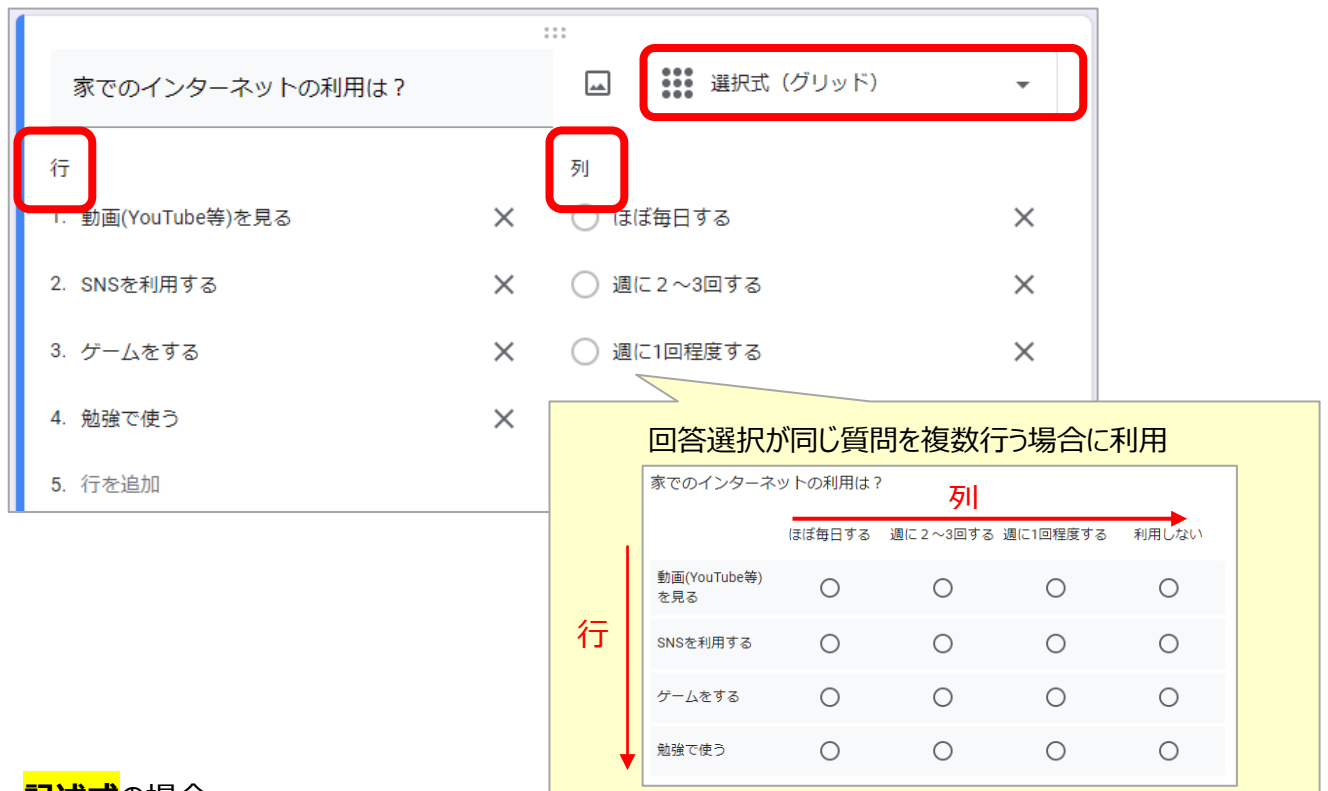 家でのインターネットの利用は？
選択式（グリッド）
行
列
1. 動画(YouTube等)を見る
ほぼ毎日する
2. SNSを利用する
週に２～3回する
3. ゲームをする
週に1回程度する
4. 勉強で使う
5. 行を追加
回答選択が同じ質問を複数行う場合に利用
家でのインターネットの利用は？
列
ほぼ毎日する 週に２～3回する 週に1回程度する 利用しない
動画(YouTube等)
を見る
行
SNSを利用する
ゲームをする
勉強で使う
記述式の場合